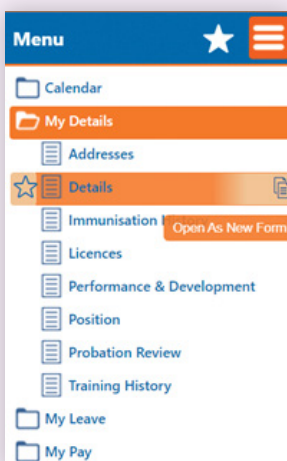 Menu
Calendar
My Details
Addresses
Details
Immunisation History
Open As New Form
Licences
Performance & Development
Position
Probation Review
Training History
My Leave
My Pay